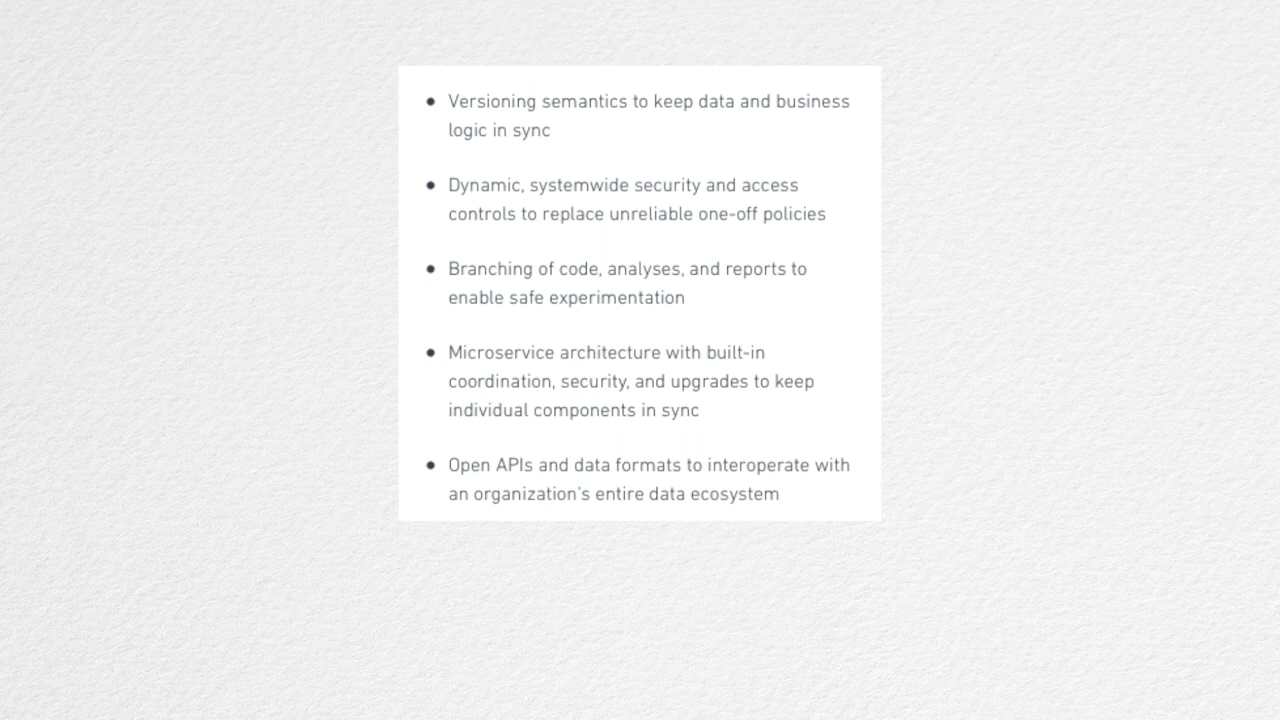 • Versioning semantics to keep data and business
logic in sync
• Dynamic, systemwide security and access
controls to replace unreliable one-off policies
• Branching of code, analyses, and reports to
enable safe experimentation
• Microservice architecture with built-in
coordination, security, and upgrades to keep
individual components in sync
• Open APIs and data formats to interoperate with
an organization's entire data ecosystem